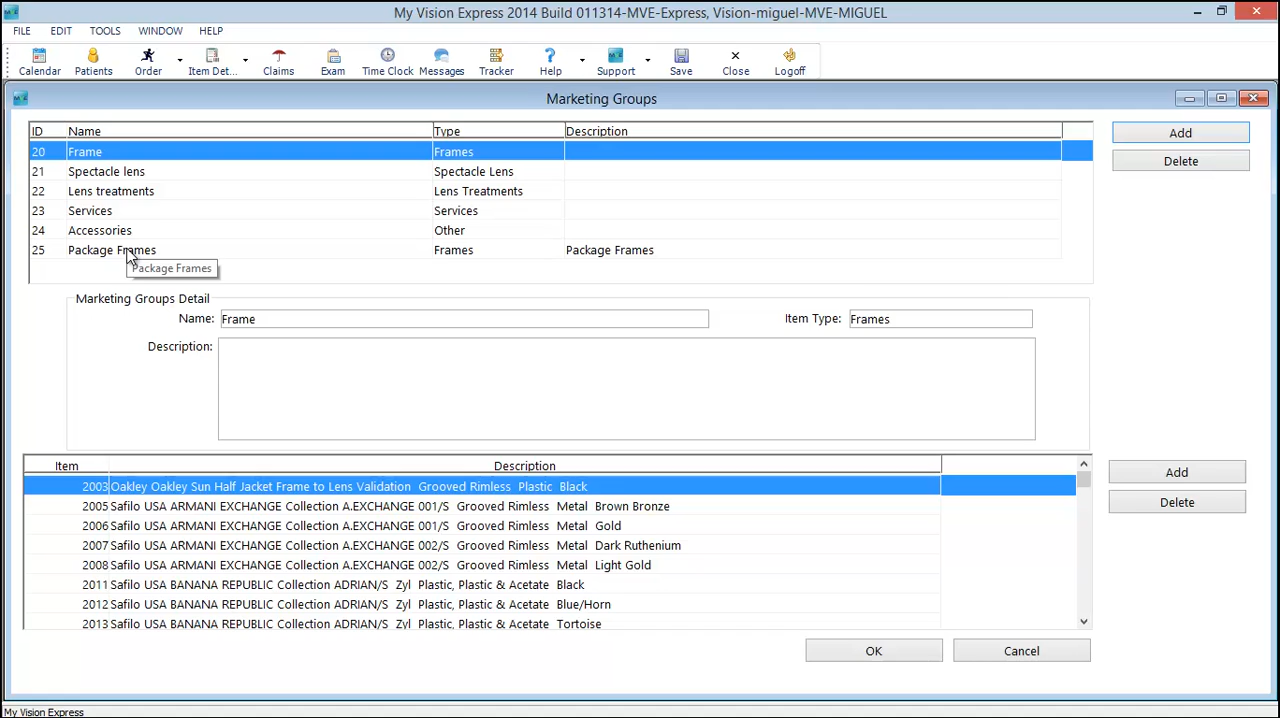 My Vision Express 2014 Build 011314-MVE-Express, Vision-miguel-MVE-MIGUEL
FILE EDIT TOOLS WINDOW HELP
Calendar Patients Order Item Det... Claims Exam Time Clock Messages Tracker Help Support Save Close Logoff
Marketing Groups
ID Name Type Description
20 Frame Frames
21 Spectacle lens Spectacle Lens
22 Lens treatments Lens Treatments
23 Services Services
24 Accessories Other
25 Package Frames Frames Package Frames
Package Frames
Add
Delete
Marketing Groups Detail
Name: Frame Item Type: Frames
Description:
Item Description
2003 Oakley Oakley Sun Half Jacket Frame to Lens Validation Grooved Rimless Plastic Black
2005 Safilo USA ARMANI EXCHANGE Collection A.EXCHANGE 001/S Grooved Rimless Metal Brown Bronze
2006 Safilo USA ARMANI EXCHANGE Collection A.EXCHANGE 001/S Grooved Rimless Metal Gold
2007 Safilo USA ARMANI EXCHANGE Collection A.EXCHANGE 002/S Grooved Rimless Metal Dark Ruthenium
2008 Safilo USA ARMANI EXCHANGE Collection A.EXCHANGE 002/S Grooved Rimless Metal Light Gold
2011 Safilo USA BANANA REPUBLIC Collection ADRIAN/S Zyl Plastic, Plastic & Acetate Black
2012 Safilo USA BANANA REPUBLIC Collection ADRIAN/S Zyl Plastic, Plastic & Acetate Blue/Horn
2013 Safilo USA BANANA REPUBLIC Collection ADRIAN/S Zyl Plastic, Plastic & Acetate Tortoise
Add
Delete
OK Cancel
My Vision Express